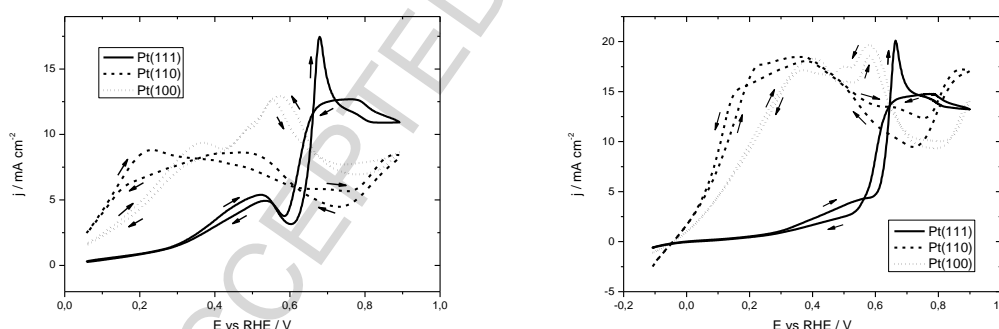 15
10
5
0
j / mA cm⁻²
Pt(111)
Pt(110)
Pt(100)
0,0 0,2 0,4 0,6 0,8 1,0
E vs RHE / V
20
15
10
5
0
-5
j / mA cm⁻²
Pt(111)
Pt(110)
Pt(100)
-0,2 0,0 0,2 0,4 0,6 0,8
E vs RHE / V
CCEPTED